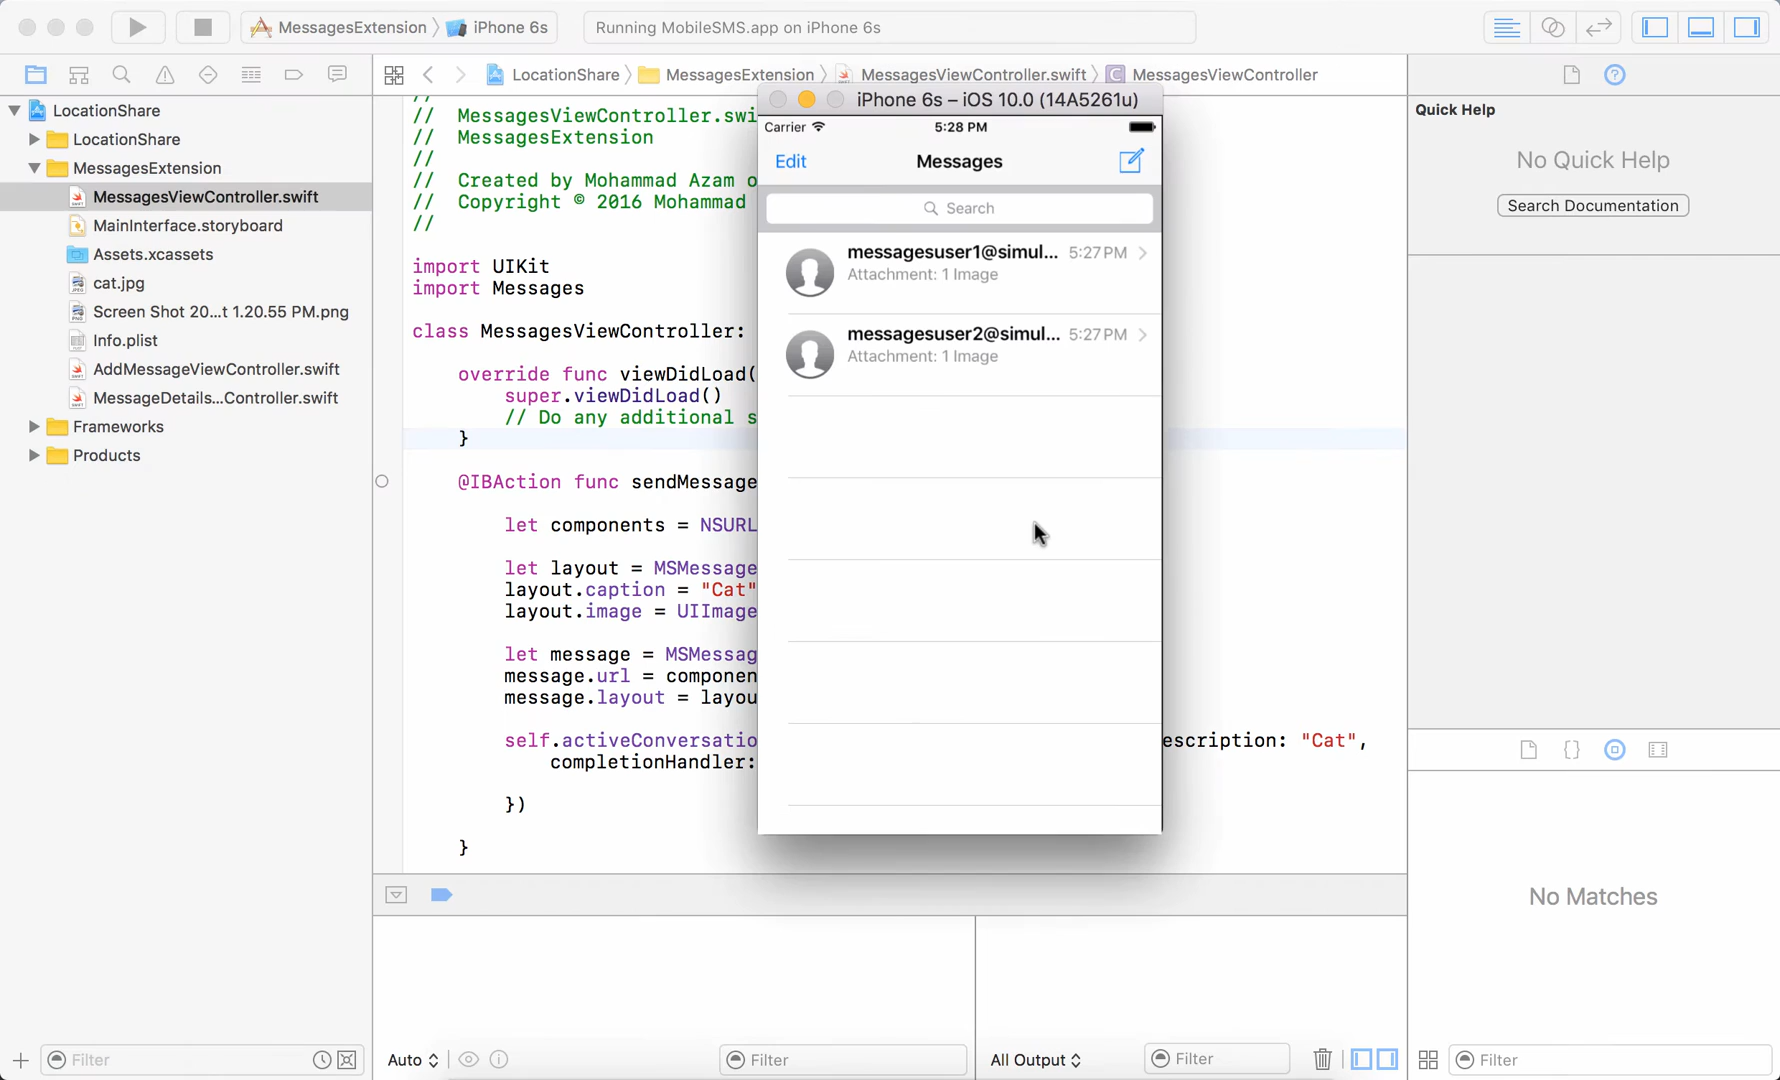 MessagesExtension 〉 iPhone 6s
Running MobileSMS.app on iPhone 6s
LocationShare 〉 MessagesExtension 〉 MessagesViewController.swift 〉 C MessagesViewController
LocationShare
LocationShare
MessagesExtension
MessagesViewController.swift
MainInterface.storyboard
Assets.xcassets
cat.jpg
Screen Shot 20...t 1.20.55 PM.png
Info.plist
AddMessageViewController.swift
MessageDetails...Controller.swift
Frameworks
Products
Filter
//
// MessagesViewController.swi
// MessagesExtension
//
// Created by Mohammad Azam o
// Copyright © 2016 Mohammad
//
import UIKit
import Messages
class MessagesViewController:
override func viewDidLoad(
super.viewDidLoad()
// Do any additional s
}
@IBAction func sendMessage
let components = NSURL
let layout = MSMessage
layout.caption = "Cat"
layout.image = UIImage
let message = MSMessag
message.url = componen
message.layout = layou
self.activeConversatio
escription: "Cat",
completionHandler:
})
}
iPhone 6s – iOS 10.0 (14A5261u)
Carrier 5:28 PM
Edit Messages
Search
messagesuser1@simul... 5:27 PM
Attachment: 1 Image
messagesuser2@simul... 5:27 PM
Attachment: 1 Image
Auto
Filter
All Output
Filter
Quick Help
No Quick Help
Search Documentation
No Matches
Filter